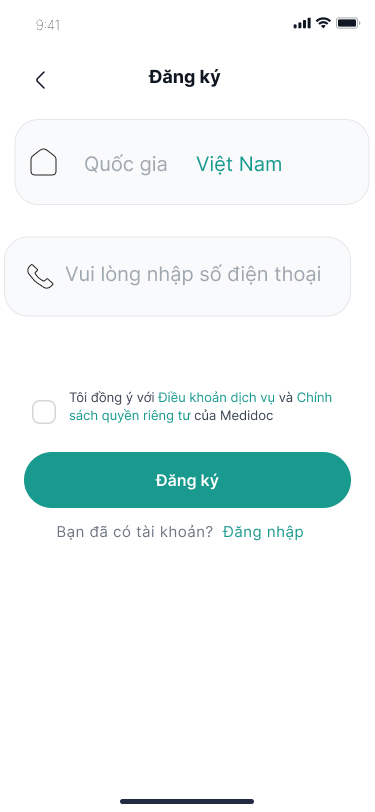 9:41
Đăng ký
Quốc gia Việt Nam
Vui lòng nhập số điện thoại
Tôi đồng ý với Điều khoản dịch vụ và Chính
sách quyền riêng tư của Medidoc
Đăng ký
Bạn đã có tài khoản? Đăng nhập